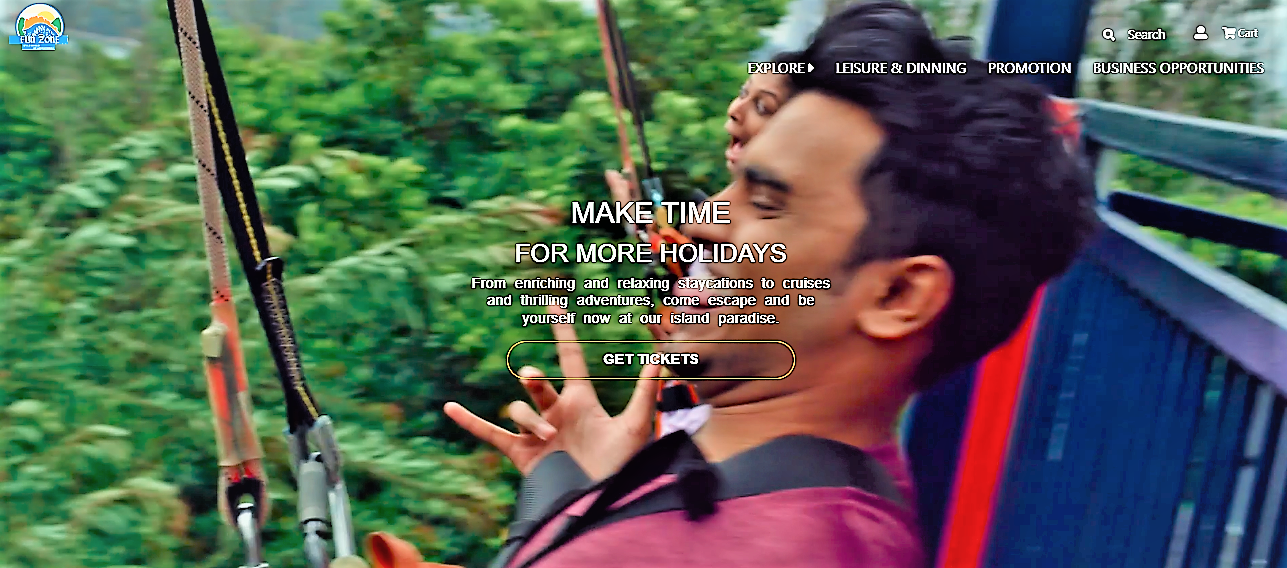 FUN ZONE
Search
Cart
EXPLORE
LEISURE & DINNING
PROMOTION
BUSINESS OPPORTUNITIES
MAKE TIME
FOR MORE HOLIDAYS
From enriching and relaxing staycations to cruises
and thrilling adventures, come escape and be
yourself now at our island paradise.
GET TICKETS